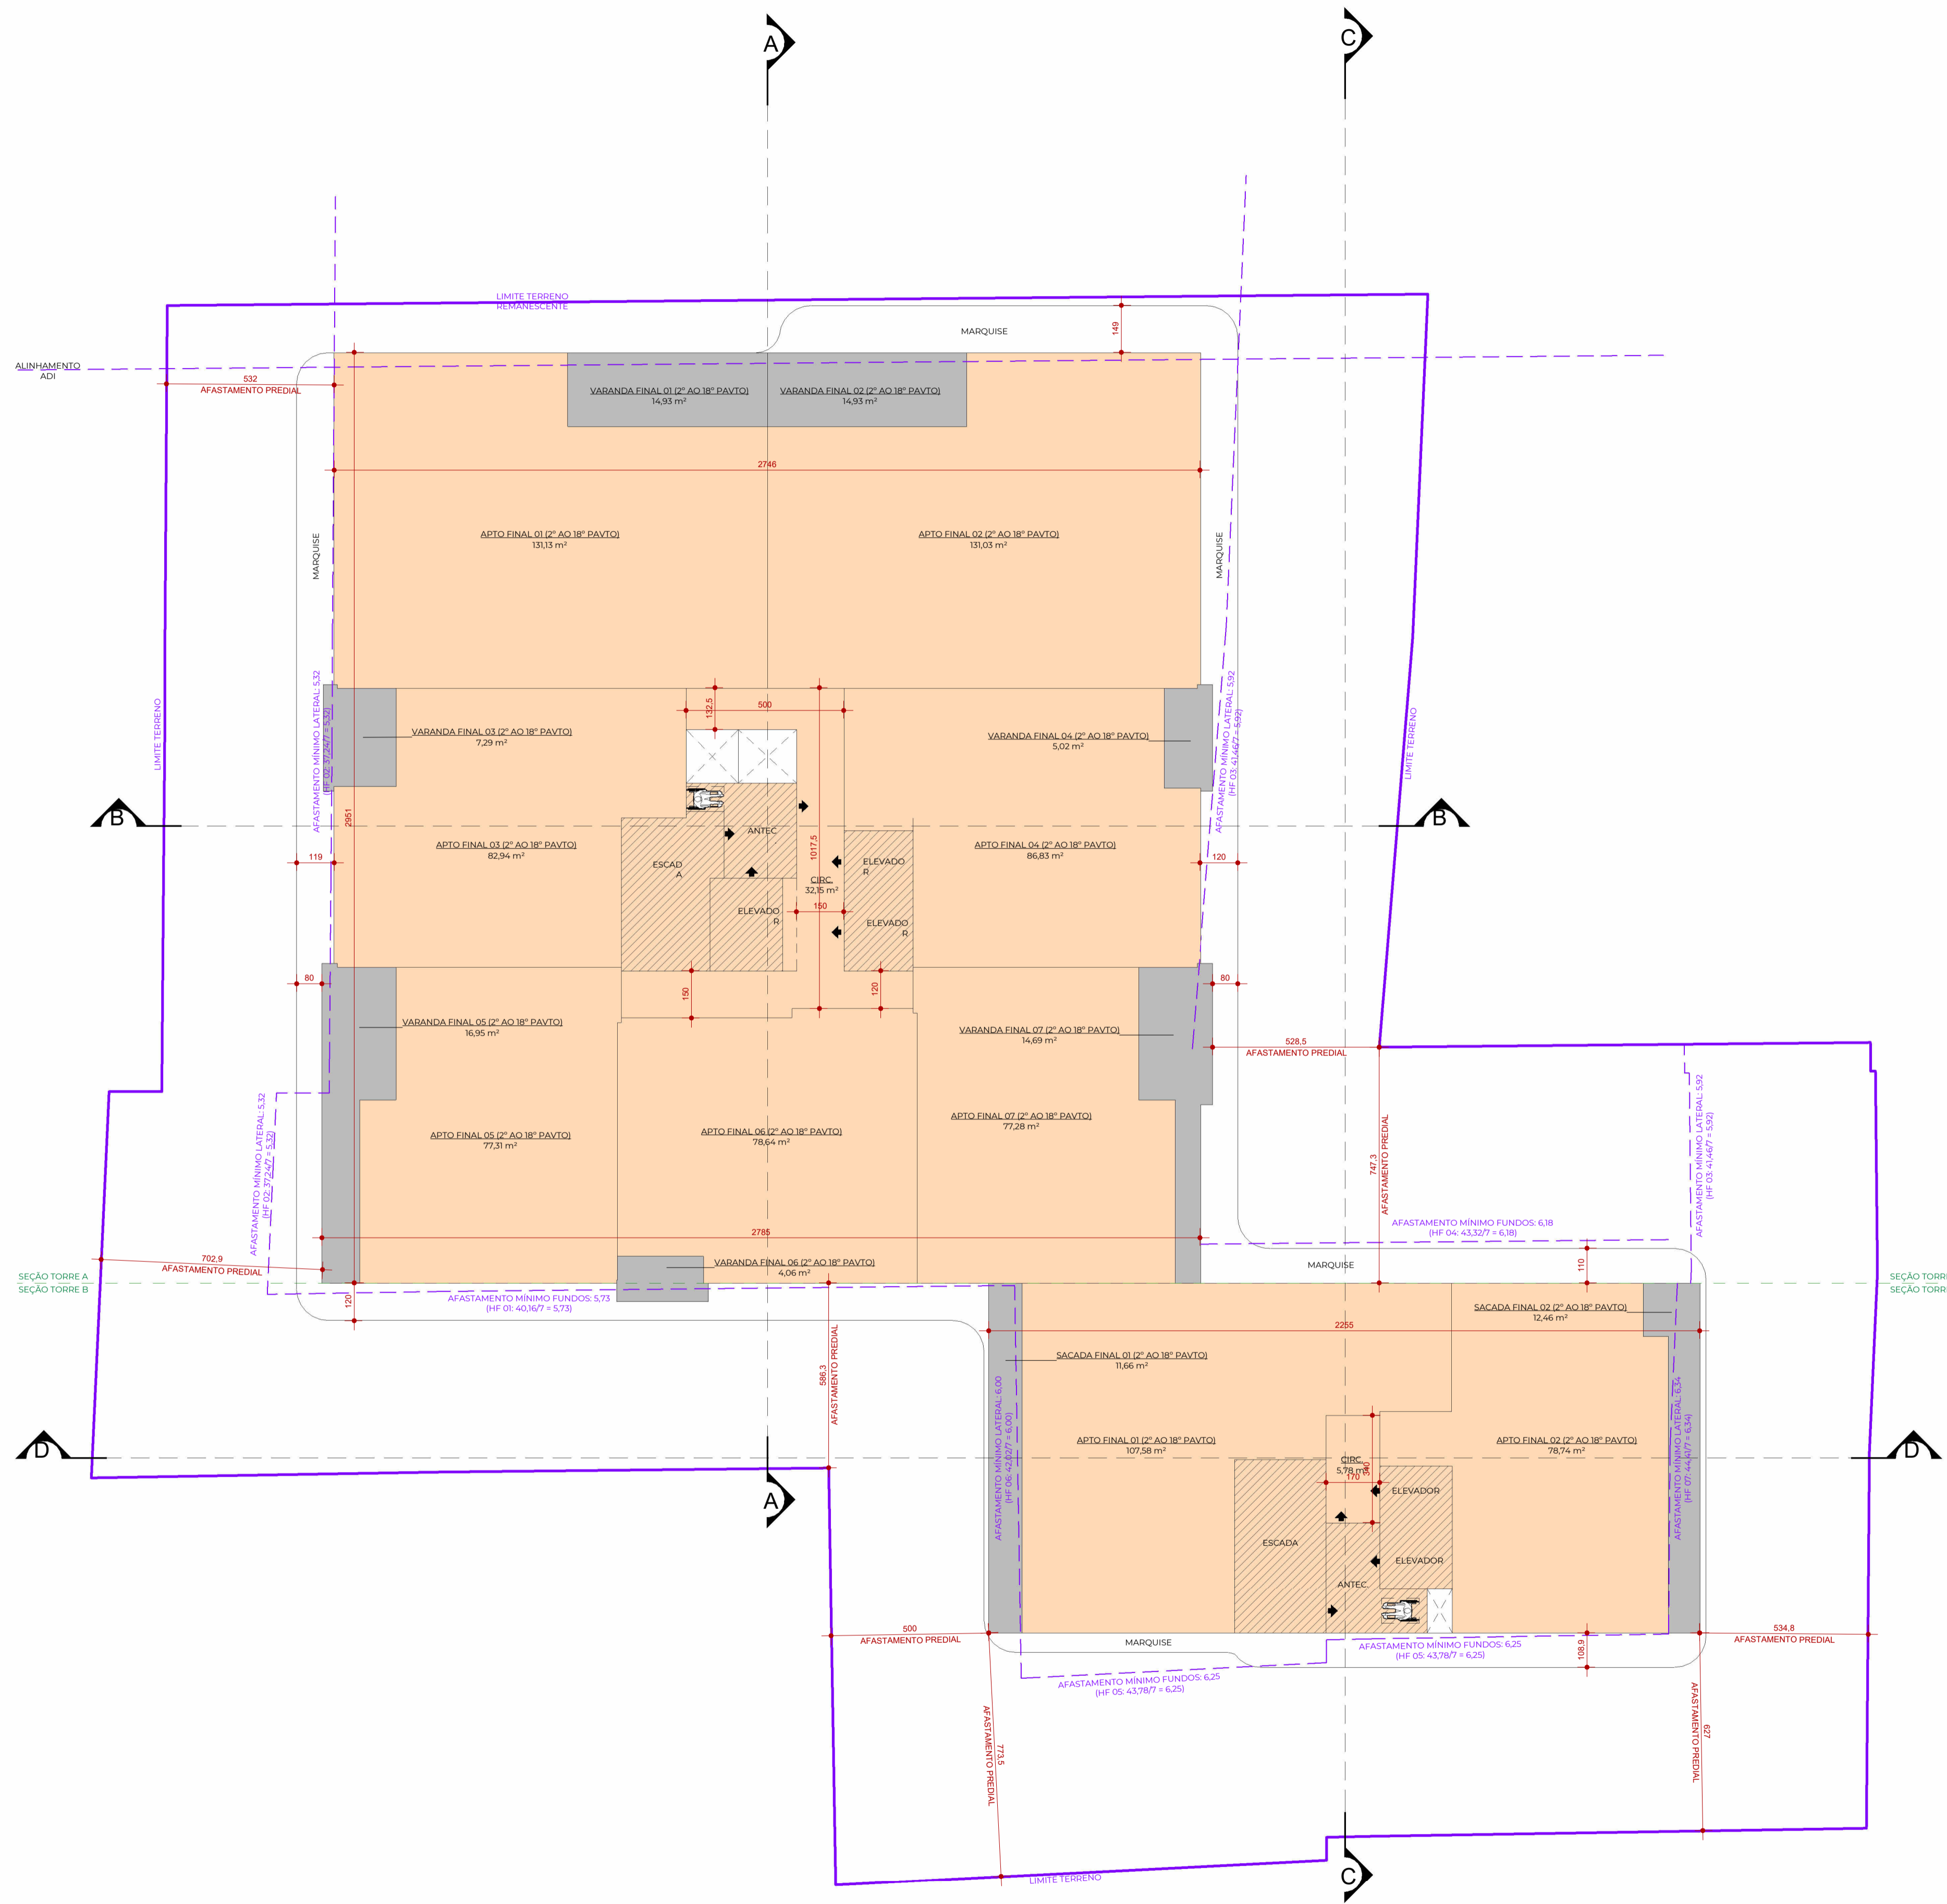 A
C
LIMITE TERRENO
REMANESCENTE
MARQUISE
149
ALINHAMENTO
ADI
532
AFASTAMENTO PREDIAL
VARANDA FINAL 01 (2º AO 18º PAVTO)
14,93 m²
VARANDA FINAL 02 (2º AO 18º PAVTO)
14,93 m²
2746
APTO FINAL 01 (2º AO 18º PAVTO)
131,13 m²
APTO FINAL 02 (2º AO 18º PAVTO)
131,03 m²
MARQUISE
MARQUISE
LIMITE TERRENO
AFASTAMENTO MÍNIMO LATERAL: 5,32
(HF 02: 37,24/7 = 5,32)
132,5
500
VARANDA FINAL 03 (2º AO 18º PAVTO)
7,29 m²
VARANDA FINAL 04 (2º AO 18º PAVTO)
5,02 m²
AFASTAMENTO MÍNIMO LATERAL: 5,92
(HF 03: 41,46/7 = 5,92)
LIMITE TERRENO
B
B
2951
ANTEC
1017,5
119
APTO FINAL 03 (2º AO 18º PAVTO)
82,94 m²
ESCAD
A
ELEVADO
R
CIRC.
32,15 m²
150
ELEVADO
R
ELEVADO
R
APTO FINAL 04 (2º AO 18º PAVTO)
86,83 m²
120
80
150
120
80
VARANDA FINAL 05 (2º AO 18º PAVTO)
16,95 m²
VARANDA FINAL 07 (2º AO 18º PAVTO)
14,69 m²
528,5
AFASTAMENTO PREDIAL
AFASTAMENTO MÍNIMO LATERAL: 5,32
(HF 02: 37,24/7 = 5,32)
APTO FINAL 05 (2º AO 18º PAVTO)
77,31 m²
APTO FINAL 06 (2º AO 18º PAVTO)
78,64 m²
APTO FINAL 07 (2º AO 18º PAVTO)
77,28 m²
747,3
AFASTAMENTO PREDIAL
AFASTAMENTO MÍNIMO LATERAL: 5,92
(HF 03: 41,46/7 = 5,92)
2785
AFASTAMENTO MÍNIMO FUNDOS: 6,18
(HF 04: 43,32/7 = 6,18)
702,9
AFASTAMENTO PREDIAL
VARANDA FINAL 06 (2º AO 18º PAVTO)
4,06 m²
MARQUISE
110
SEÇÃO TORRE A
SEÇÃO TORRE B
SEÇÃO TORR
SEÇÃO TORR
120
AFASTAMENTO MÍNIMO FUNDOS: 5,73
(HF 01: 40,16/7 = 5,73)
SACADA FINAL 02 (2º AO 18º PAVTO)
12,46 m²
2255
586,3
AFASTAMENTO PREDIAL
SACADA FINAL 01 (2º AO 18º PAVTO)
11,66 m²
AFASTAMENTO MÍNIMO LATERAL: 6,00
(HF 06: 42,02/7 = 6,00)
AFASTAMENTO MÍNIMO LATERAL: 6,34
(HF 07: 44,41/7 = 6,34)
APTO FINAL 01 (2º AO 18º PAVTO)
107,58 m²
APTO FINAL 02 (2º AO 18º PAVTO)
78,74 m²
D
D
CIRC.
5,78 m²
340
170
A
ELEVADOR
ESCADA
ELEVADOR
ANTEC.
500
AFASTAMENTO PREDIAL
MARQUISE
AFASTAMENTO MÍNIMO FUNDOS: 6,25
(HF 05: 43,78/7 = 6,25)
108,9
534,8
AFASTAMENTO PREDIAL
AFASTAMENTO MÍNIMO FUNDOS: 6,25
(HF 05: 43,78/7 = 6,25)
773,5
AFASTAMENTO PREDIAL
627
AFASTAMENTO PREDIAL
LIMITE TERRENO
C